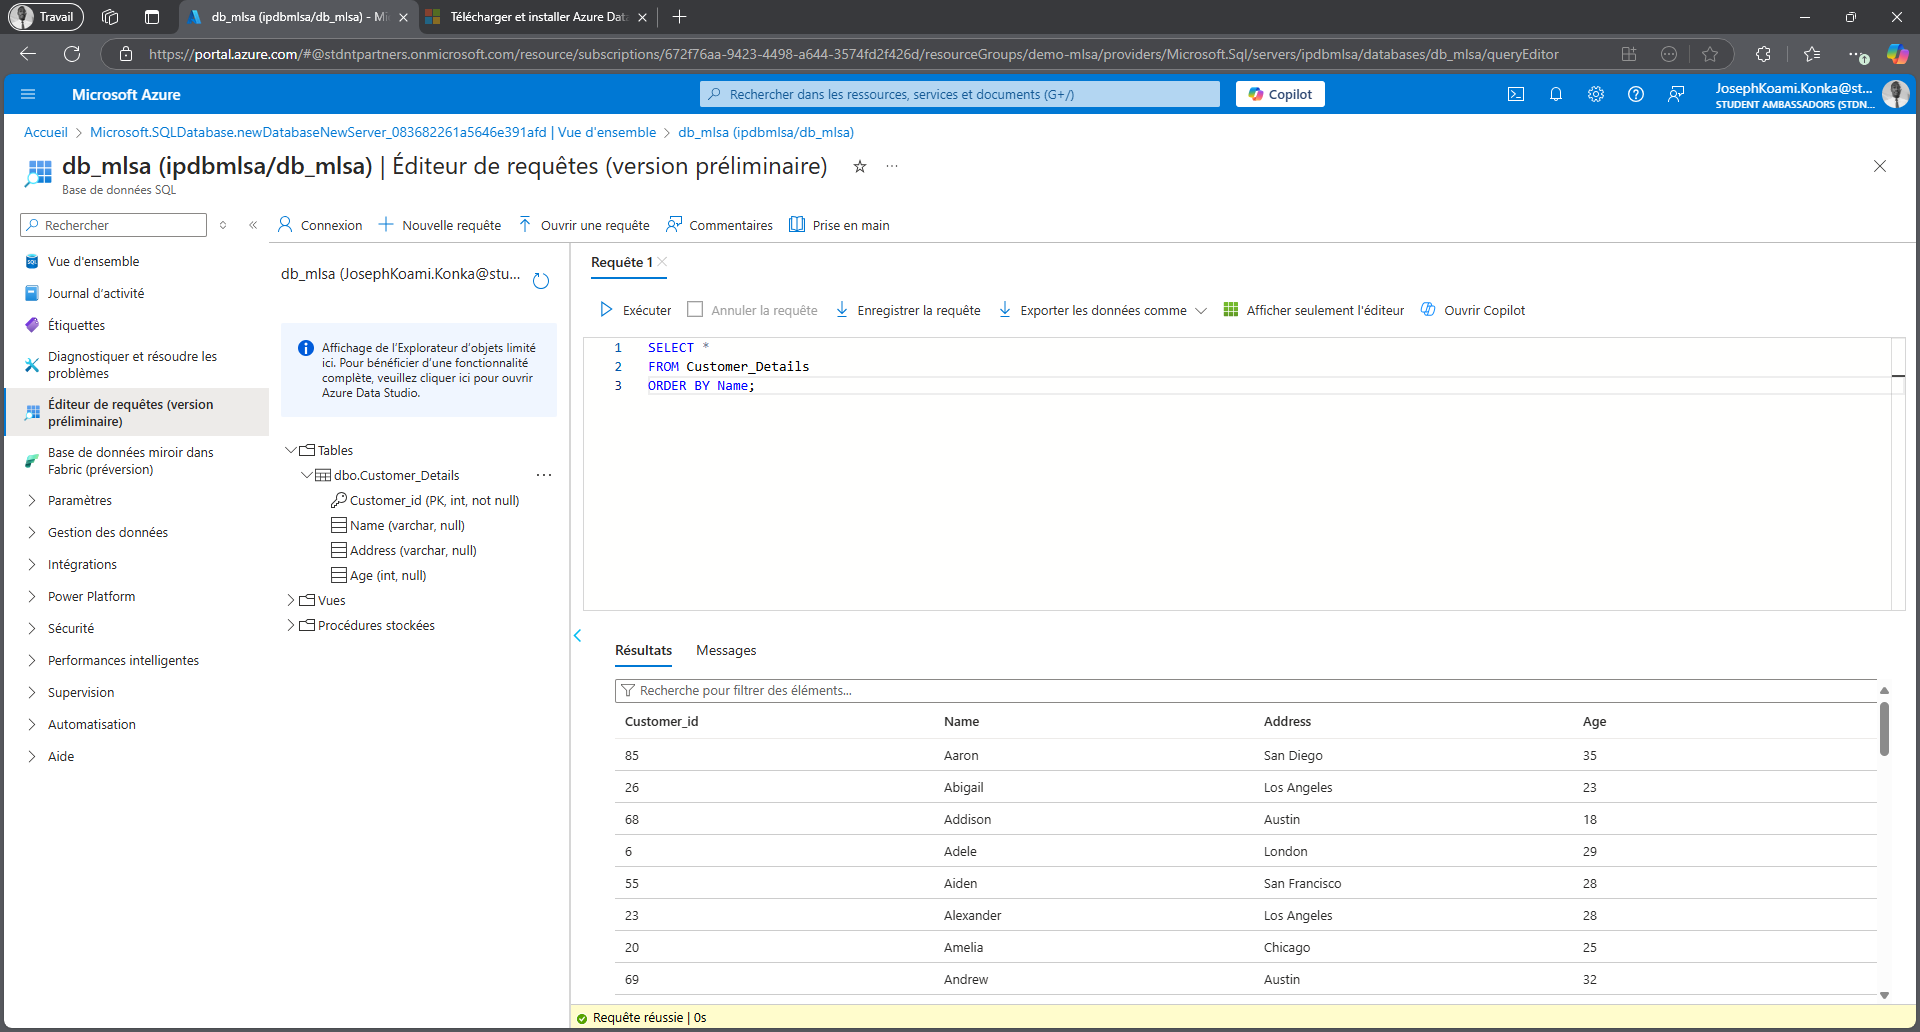 Travail
db_mlsa (ipdbmlsa/db_mlsa) - Mi
Télécharger et installer Azure Dat
https://portal.azure.com/#@stdntpartners.onmicrosoft.com/resource/subscriptions/672f76aa-9423-4498-a644-3574fd2f426d/resourceGroups/demo-mlsa/providers/Microsoft.Sql/servers/ipdbmlsa/databases/db_mlsa/queryEditor
Microsoft Azure
Rechercher dans les ressources, services et documents (G+/)
Copilot
JosephKoami.Konka@st...
STUDENT AMBASSADORS (STDN...
Accueil > Microsoft.SQLDatabase.newDatabaseNewServer_083682261a5646e391afd | Vue d'ensemble > db_mlsa (ipdbmlsa/db_mlsa)
db_mlsa (ipdbmlsa/db_mlsa) | Éditeur de requêtes (version préliminaire)
Base de données SQL
Rechercher
Connexion
Nouvelle requête
Ouvrir une requête
Commentaires
Prise en main
Vue d'ensemble
Journal d'activité
Étiquettes
Diagnostiquer et résoudre les
problèmes
Éditeur de requêtes (version
préliminaire)
Base de données miroir dans
Fabric (préversion)
Paramètres
Gestion des données
Intégrations
Power Platform
Sécurité
Performances intelligentes
Supervision
Automatisation
Aide
db_mlsa (JosephKoami.Konka@stu...
Affichage de l'Explorateur d'objets limité
ici. Pour bénéficier d'une fonctionnalité
complète, veuillez cliquer ici pour ouvrir
Azure Data Studio.
Tables
dbo.Customer_Details
Customer_id (PK, int, not null)
Name (varchar, null)
Address (varchar, null)
Age (int, null)
Vues
Procédures stockées
Requête 1
Exécuter
Annuler la requête
Enregistrer la requête
Exporter les données comme
Afficher seulement l'éditeur
Ouvrir Copilot
1 SELECT *
2 FROM Customer_Details
3 ORDER BY Name;
Résultats
Messages
Recherche pour filtrer des éléments...
Customer_id Name Address Age
85 Aaron San Diego 35
26 Abigail Los Angeles 23
68 Addison Austin 18
6 Adele London 29
55 Aiden San Francisco 28
23 Alexander Los Angeles 28
20 Amelia Chicago 25
69 Andrew Austin 32
Requête réussie | 0s